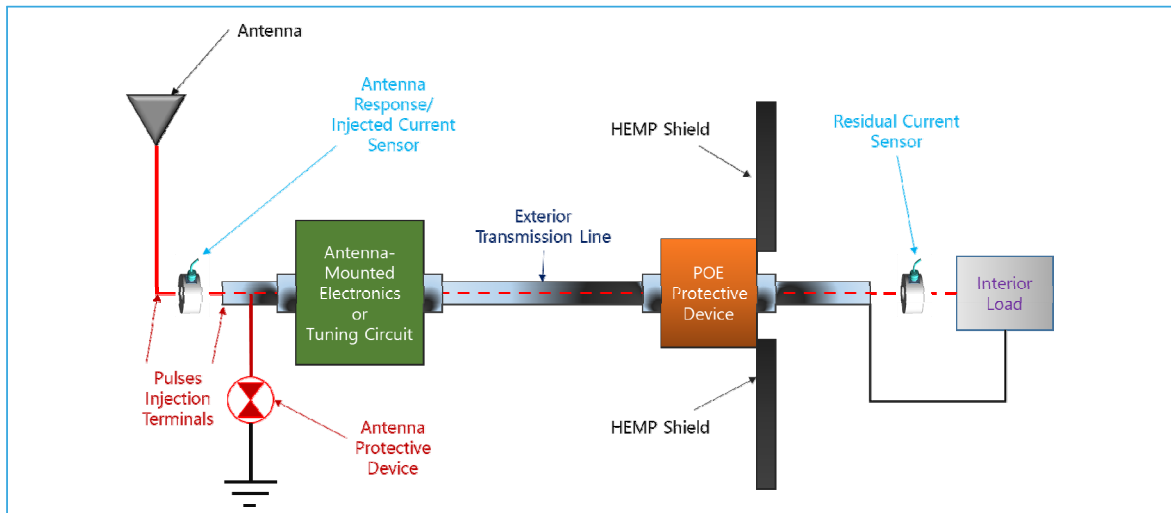 Antenna
Antenna
Response/
Injected Current
Sensor
HEMP Shield
Residual Current
Sensor
Exterior
Transmission Line
Antenna-
Mounted
Electronics
or
Tuning Circuit
POE
Protective
Device
Interior
Load
Pulses
Injection
Terminals
Antenna
Protective
Device
HEMP Shield